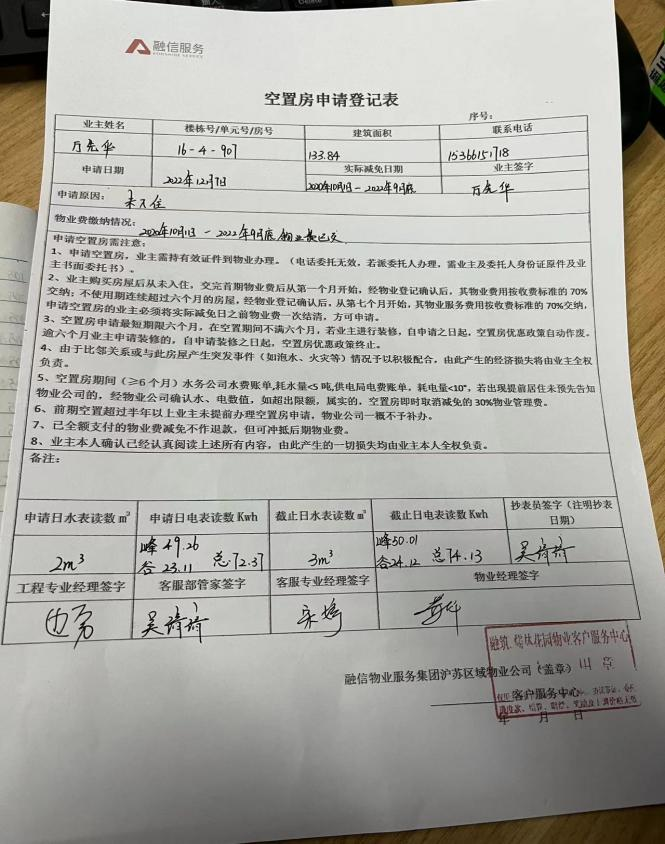 融信服务
RONSHINE SERVICE
空置房申请登记表
序号：
业主姓名 楼栋号/单元号/房号 建筑面积 联系电话
万亮华 16-4-907 133.84 15366151718
申请日期 2022年12月7日 实际减免日期 业主签字
2020年10月1日-2022年9月底 万亮华
申请原因： 未入住
物业费缴纳情况： 2020年10月1日-2022年9月底物业费已交
申请空置房需注意：
1、申请空置房，业主需持有效证件到物业办理。（电话委托无效，若派委托人办理，需业主及委托人身份证原件及业
主书面委托书）。
2、业主购买房屋后从未入住，交完前期物业费后从第一个月开始，经物业登记确认后，其物业费用按收费标准的 70%
交纳；不使用期连续超过六个月的房屋，经物业登记确认后，从第七个月开始，其物业服务费用按收费标准的 70%交纳，
申请空置房的业主必须将实际减免日之前物业费一次结清，方可申请。
3、空置房申请最短期限六个月，在空置期间不满六个月，若业主进行装修，自申请之日起，空置房优惠政策自动作废。
逾六个月业主申请装修的，自申请装修之日起，空置房优惠政策终止。
4、由于比邻关系或与此房屋产生突发事件（如泡水、火灾等）情况予以积极配合，由此产生的经济损失将由业主全权
负责。
5、空置房期间（≥6 个月）水务公司水费账单,耗水量<5 吨,供电局电费账单，耗电量<10°，若出现提前居住未预先告知
物业公司的，经物业公司确认水、电数值，如超出限额，属实的，空置房即时取消减免的 30%物业管理费。
6、前期空置超过半年以上业主未提前办理空置房申请，物业公司一概不予补办。
7、已全额支付的物业费减免不作退款，但可冲抵后期物业费。
8、业主本人确认已经认真阅读上述所有内容，由此产生的一切损失均由业主本人全权负责。
备注：
申请日水表读数 m³ 申请日电表读数 Kwh 截止日水表读数 m³ 截止日电表读数 Kwh 抄表员签字（注明抄表
日期）
2m³ 峰 49.26 3m³ 峰50.01 吴琦琦
谷 23.11 总72.37 谷24.12 总74.13
工程专业经理签字 客服部管家签字 客服专业经理签字 物业经理签字
吴琦琦 宋婷
融信物业服务集团沪苏区域物业公司（盖章）
客户服务中心
年 月 日